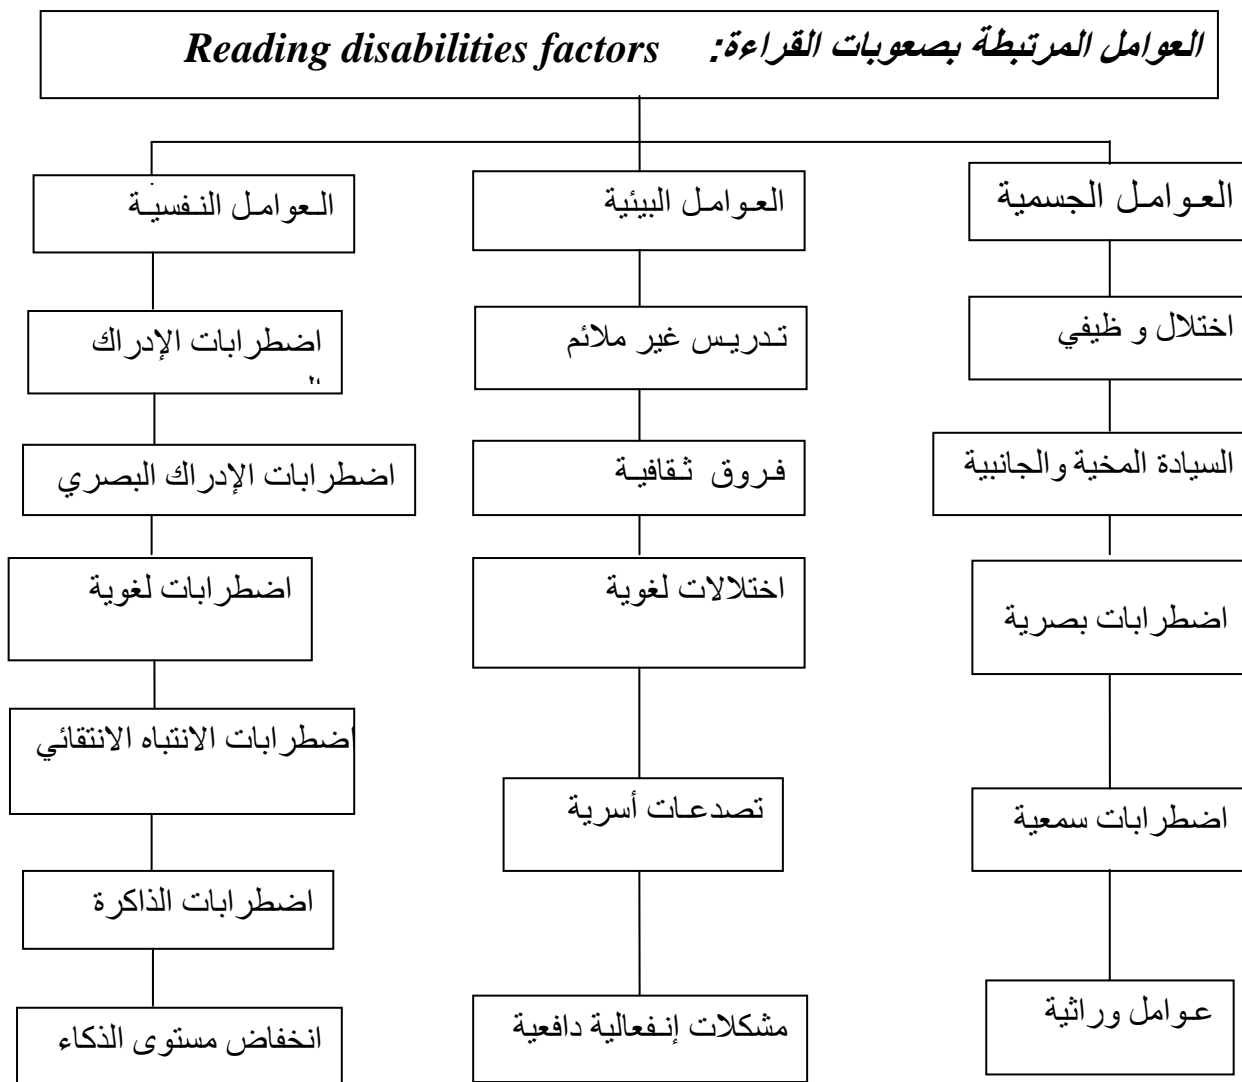 العوامل المرتبطة بصعوبات القراءة: Reading disabilities factors
العوامل الجسمية
العوامل البيئية
العوامل النفسية
اختلال و ظيفي
تدريس غير ملائم
اضطرابات الإدراك
السيادة المخية والجانبية
فروق ثقافية
اضطرابات الإدراك البصري
اضطرابات بصرية
اختلالات لغوية
اضطرابات لغوية
اضطرابات الانتباه الانتقائي
اضطرابات سمعية
تصدعات أسرية
اضطرابات الذاكرة
عوامل وراثية
مشكلات إنفعالية دافعية
انخفاض مستوى الذكاء